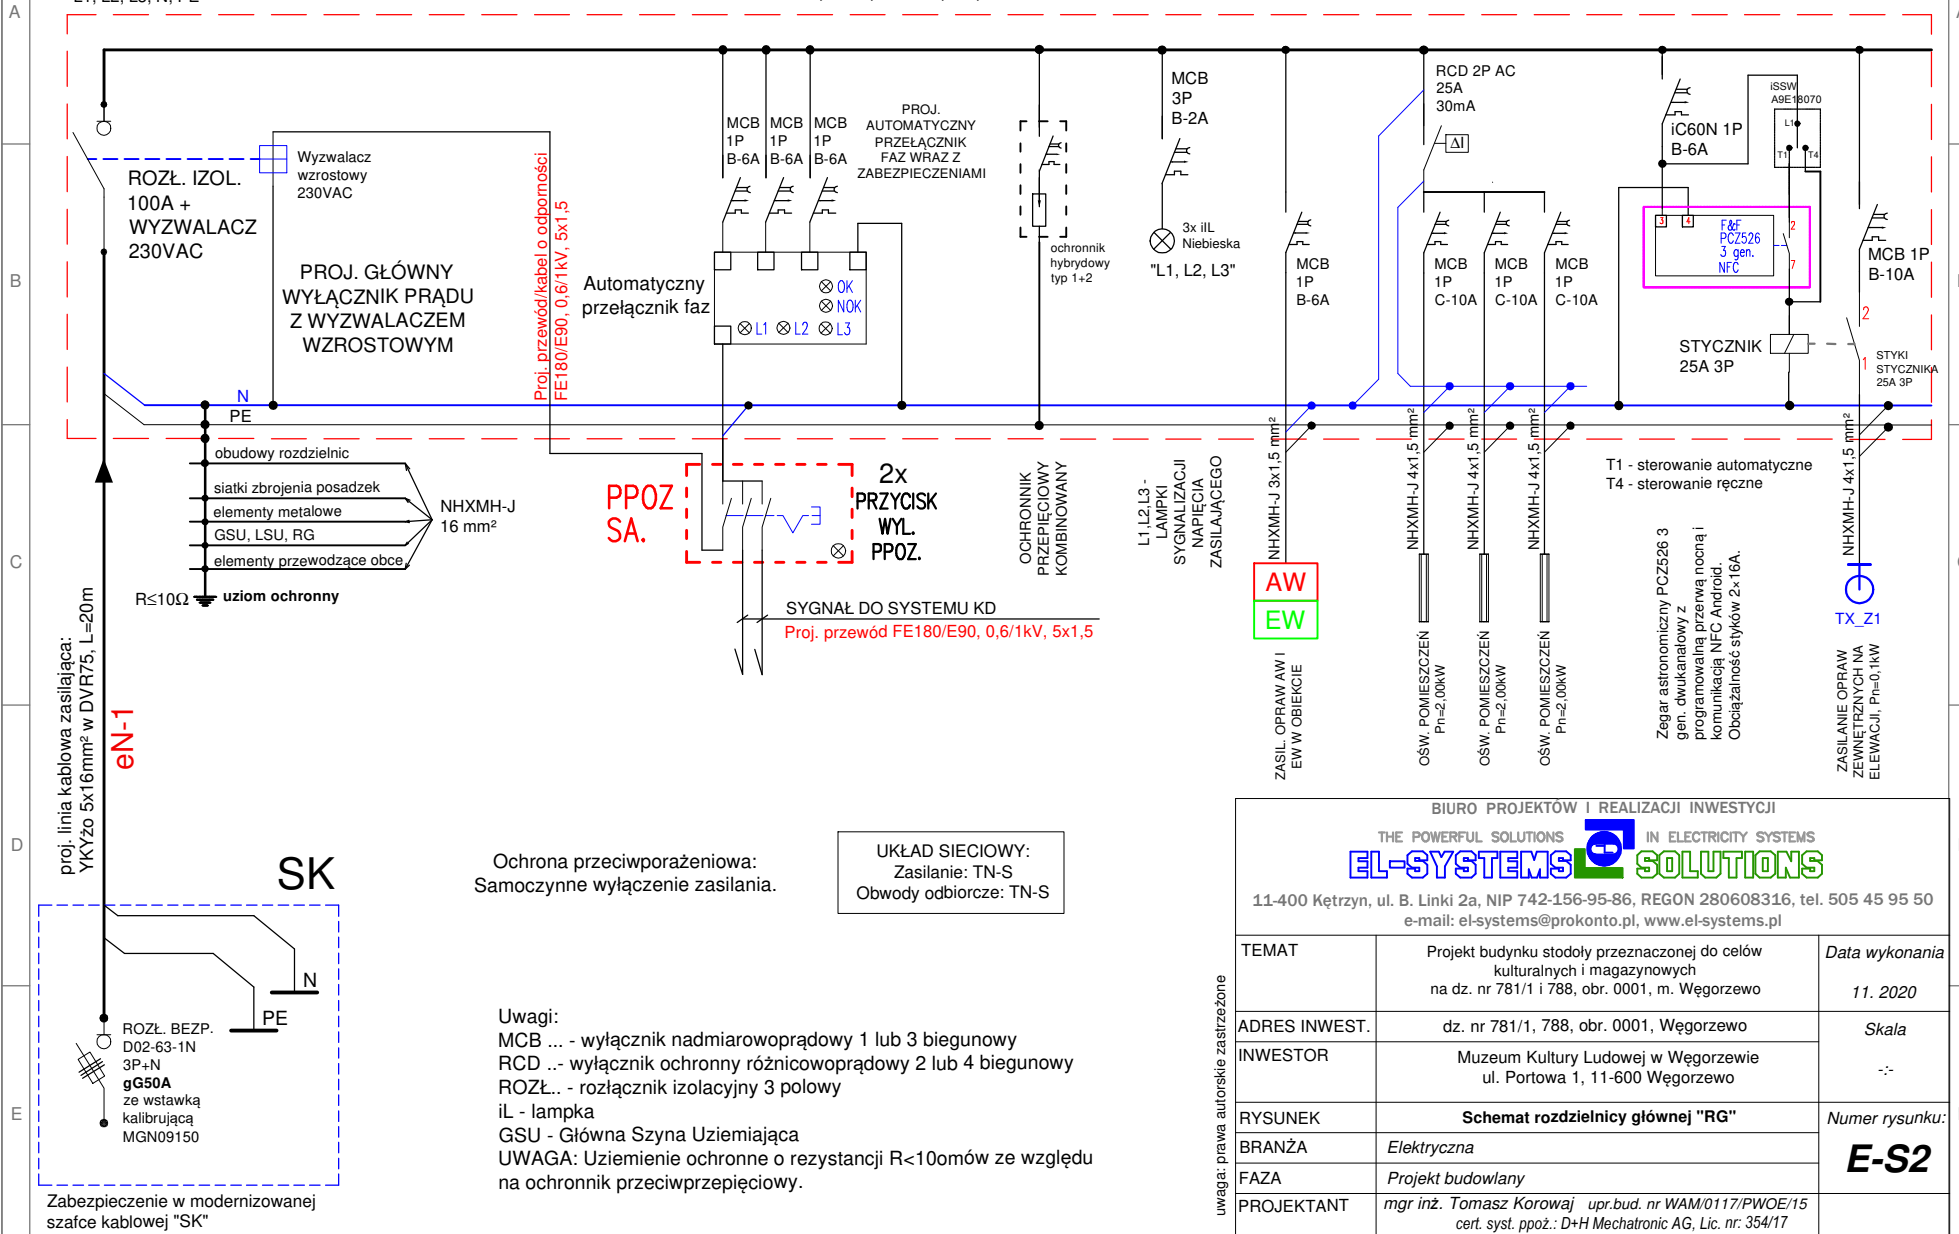 A
ROZŁ. IZOL.
100A +
WYZWALACZ
230VAC
Wyzwalacz
wzrostowy
230VAC
PROJ. GŁÓWNY
WYŁĄCZNIK PRĄDU
Z WYZWALACZEM
WZROSTOWYM
Proj. przewód/kabel o odporności
FE180/E90, 0,6/1kV, 5x1,5
MCB
1P
B-6A
MCB
1P
B-6A
MCB
1P
B-6A
PROJ.
AUTOMATYCZNY
PRZEŁĄCZNIK
FAZ WRAZ Z
ZABEZPIECZENIAMI
Automatyczny
przełącznik faz
OK
NOK
L1
L2
L3
ochronnik
hybrydowy
typ 1+2
MCB
3P
B-2A
3x iIL
Niebieska
"L1, L2, L3"
MCB
1P
B-6A
RCD 2P AC
25A
30mA
ΔI
MCB
1P
C-10A
MCB
1P
C-10A
MCB
1P
C-10A
iC60N 1P
B-6A
iSSW
A9E18070
L1
T1
T4
3
4
F&F
PCZ526
3 gen.
NFC
2
7
MCB 1P
B-10A
STYCZNIK
25A 3P
2
1
STYKI
STYCZNIKA
25A 3P
B
N
PE
obudowy rozdzielnic
siatki zbrojenia posadzek
elementy metalowe
GSU, LSU, RG
elementy przewodzące obce
NHXMH-J
16 mm²
R≤10Ω
uziom ochronny
PPOZ
SA.
2x
PRZYCISK
WYL.
PPOZ.
SYGNAŁ DO SYSTEMU KD
Proj. przewód FE180/E90, 0,6/1kV, 5x1,5
OCHRONNIK
PRZEPIĘCIOWY
KOMBINOWANY
L1,L2,L3 -
LAMPKI
SYGNALIZACJI
NAPIĘCIA
ZASILAJĄCEGO
NHXMH-J 3x1,5 mm²
AW
EW
ZASIL. OPRAW AW I
EW W OBIEKCIE
NHXMH-J 4x1,5 mm²
NHXMH-J 4x1,5 mm²
NHXMH-J 4x1,5 mm²
OŚW. POMIESZCZEŃ
Pn=2,00kW
OŚW. POMIESZCZEŃ
Pn=2,00kW
OŚW. POMIESZCZEŃ
Pn=2,00kW
T1 - sterowanie automatyczne
T4 - sterowanie ręczne
Zegar astronomiczny PCZ526 3
gen. dwukanałowy z
programowalną przerwą nocną i
komunikacją NFC Android.
Obciążalność styków 2×16A.
NHXMH-J 4x1,5 mm²
TX_Z1
ZASILANIE OPRAW
ZEWNĘTRZNYCH NA
ELEWACJI, Pn=0,1kW
C
proj. linia kablowa zasilająca:
YKYżo 5x16mm² w DVR75, L=20m
eN-1
D
SK
N
PE
ROZŁ. BEZP.
D02-63-1N
3P+N
gG50A
ze wstawką
kalibrującą
MGN09150
E
Zabezpieczenie w modernizowanej
szafce kablowej "SK"
Ochrona przeciwporażeniowa:
Samoczynne wyłączenie zasilania.
UKŁAD SIECIOWY:
Zasilanie: TN-S
Obwody odbiorcze: TN-S
Uwagi:
MCB ... - wyłącznik nadmiarowoprądowy 1 lub 3 biegunowy
RCD ..- wyłącznik ochronny różnicowoprądowy 2 lub 4 biegunowy
ROZŁ.. - rozłącznik izolacyjny 3 polowy
iL - lampka
GSU - Główna Szyna Uziemiająca
UWAGA: Uziemienie ochronne o rezystancji R<10omów ze względu
na ochronnik przeciwprzepięciowy.
uwaga: prawa autorskie zastrzeżone
BIURO PROJEKTÓW I REALIZACJI INWESTYCJI
THE POWERFUL SOLUTIONS IN ELECTRICITY SYSTEMS
EL-SYSTEMS SOLUTIONS
11-400 Kętrzyn, ul. B. Linki 2a, NIP 742-156-95-86, REGON 280608316, tel. 505 45 95 50
e-mail: el-systems@prokonto.pl, www.el-systems.pl
TEMAT
Projekt budynku stodoły przeznaczonej do celów
kulturalnych i magazynowych
na dz. nr 781/1 i 788, obr. 0001, m. Węgorzewo
Data wykonania
11. 2020
ADRES INWEST.
dz. nr 781/1, 788, obr. 0001, Węgorzewo
Skala
-:-
INWESTOR
Muzeum Kultury Ludowej w Węgorzewie
ul. Portowa 1, 11-600 Węgorzewo
RYSUNEK
Schemat rozdzielnicy głównej "RG"
Numer rysunku:
E-S2
BRANŻA
Elektryczna
FAZA
Projekt budowlany
PROJEKTANT
mgr inż. Tomasz Korowaj upr.bud. nr WAM/0117/PWOE/15
cert. syst. ppoż.: D+H Mechatronic AG, Lic. nr: 354/17